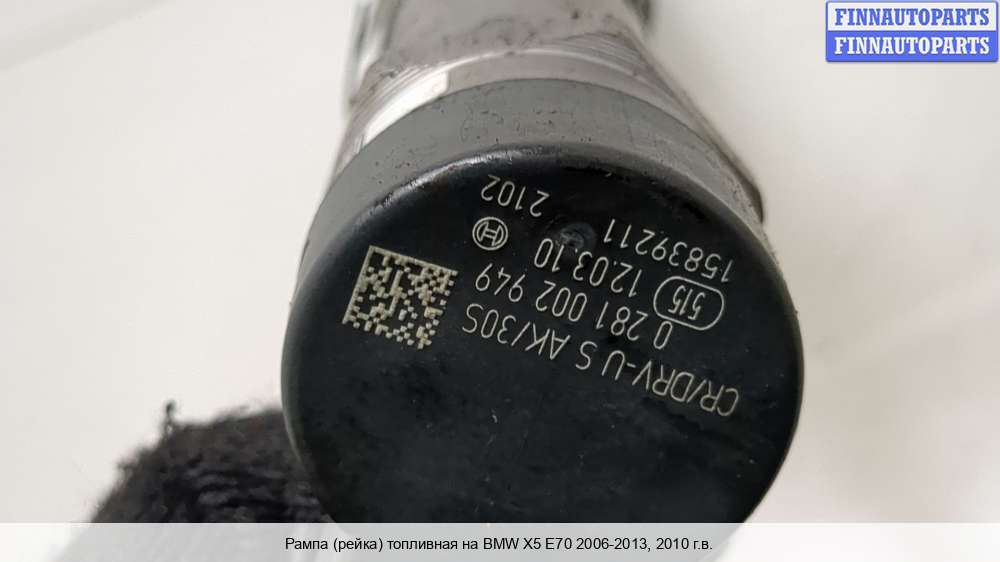 FINNAUTOPARTS
FINNAUTOPARTS
CR/DRV-U S AK/30S
0 281 002 949
515 12.03.10
15839211 2102
Рампа (рейка) топливная на BMW X5 E70 2006-2013, 2010 г.в.